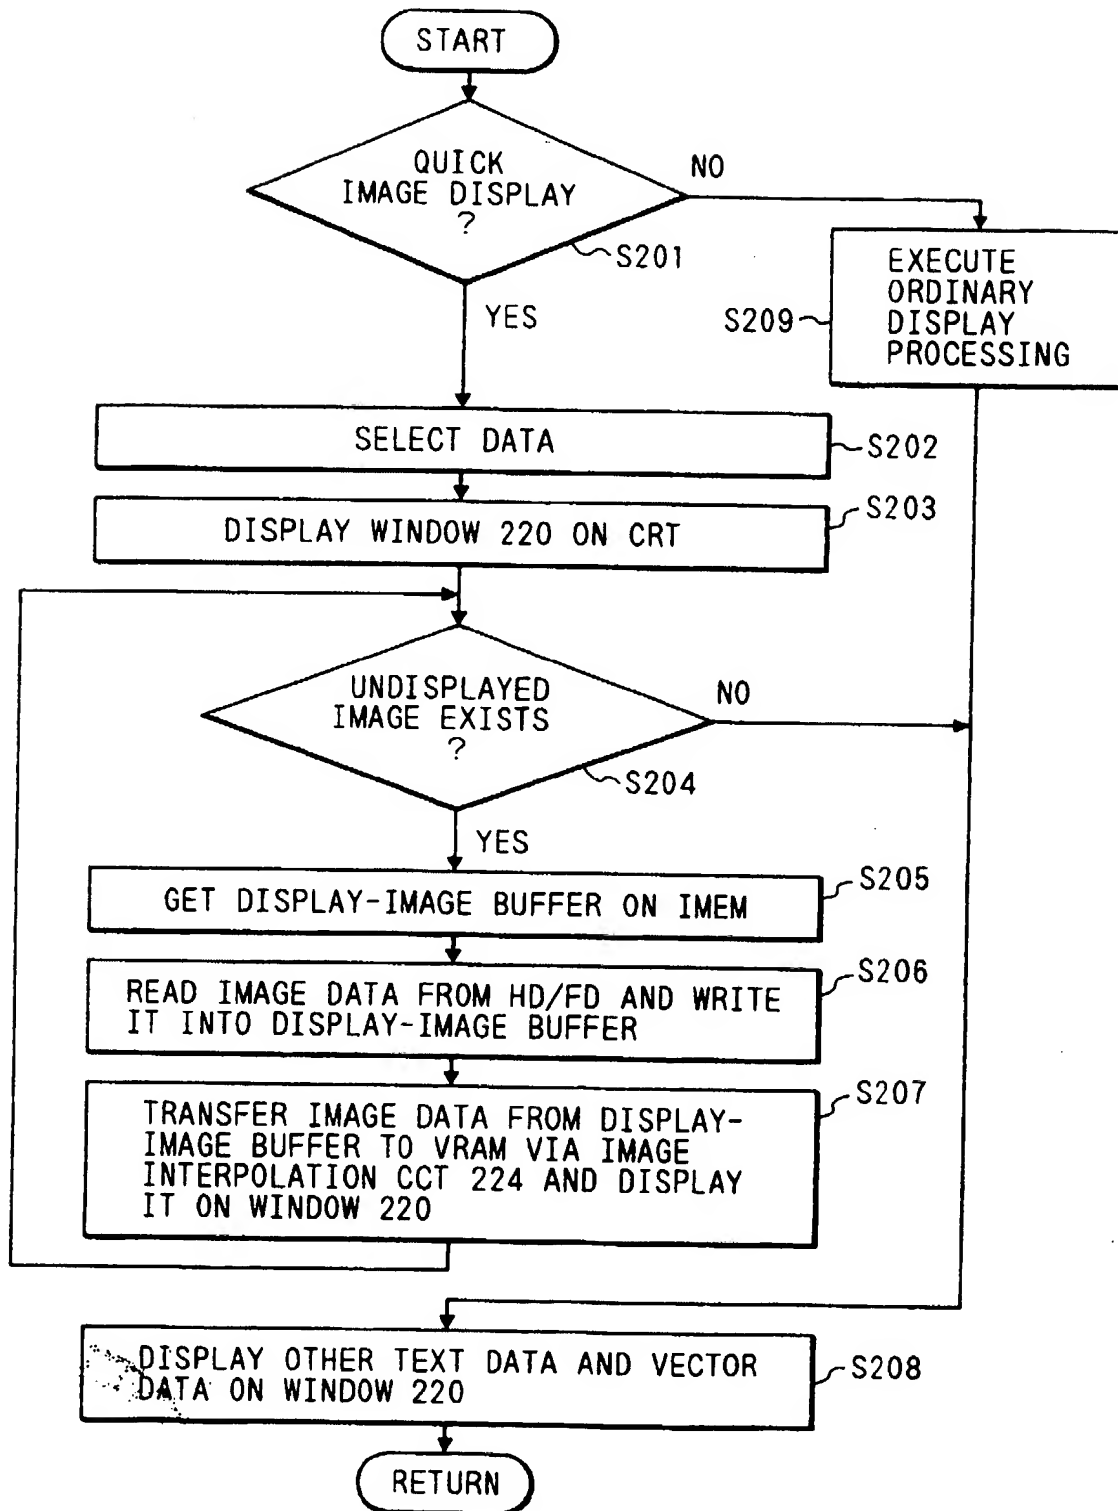 START
QUICK
IMAGE DISPLAY
?
NO
S201
YES
EXECUTE
ORDINARY
DISPLAY
PROCESSING
S209
SELECT DATA
S202
DISPLAY WINDOW 220 ON CRT
S203
UNDISPLAYED
IMAGE EXISTS
?
NO
S204
YES
GET DISPLAY-IMAGE BUFFER ON IMEM
S205
READ IMAGE DATA FROM HD/FD AND WRITE
IT INTO DISPLAY-IMAGE BUFFER
S206
TRANSFER IMAGE DATA FROM DISPLAY-
IMAGE BUFFER TO VRAM VIA IMAGE
INTERPOLATION CCT 224 AND DISPLAY
IT ON WINDOW 220
S207
DISPLAY OTHER TEXT DATA AND VECTOR
DATA ON WINDOW 220
S208
RETURN